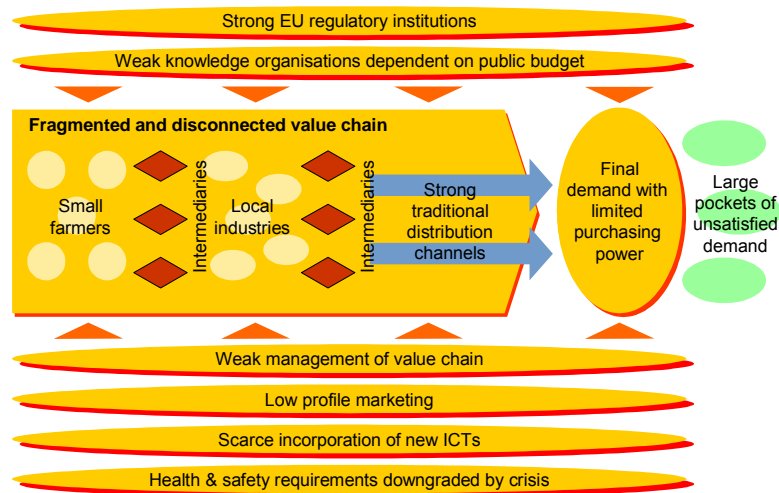 Strong EU regulatory institutions
Weak knowledge organisations dependent on public budget
Fragmented and disconnected value chain
Small
farmers
Intermediaries
Local
industries
Intermediaries
Strong
traditional
distribution
channels
Final
demand with
limited
purchasing
power
Large
pockets of
unsatisfied
demand
Weak management of value chain
Low profile marketing
Scarce incorporation of new ICTs
Health & safety requirements downgraded by crisis